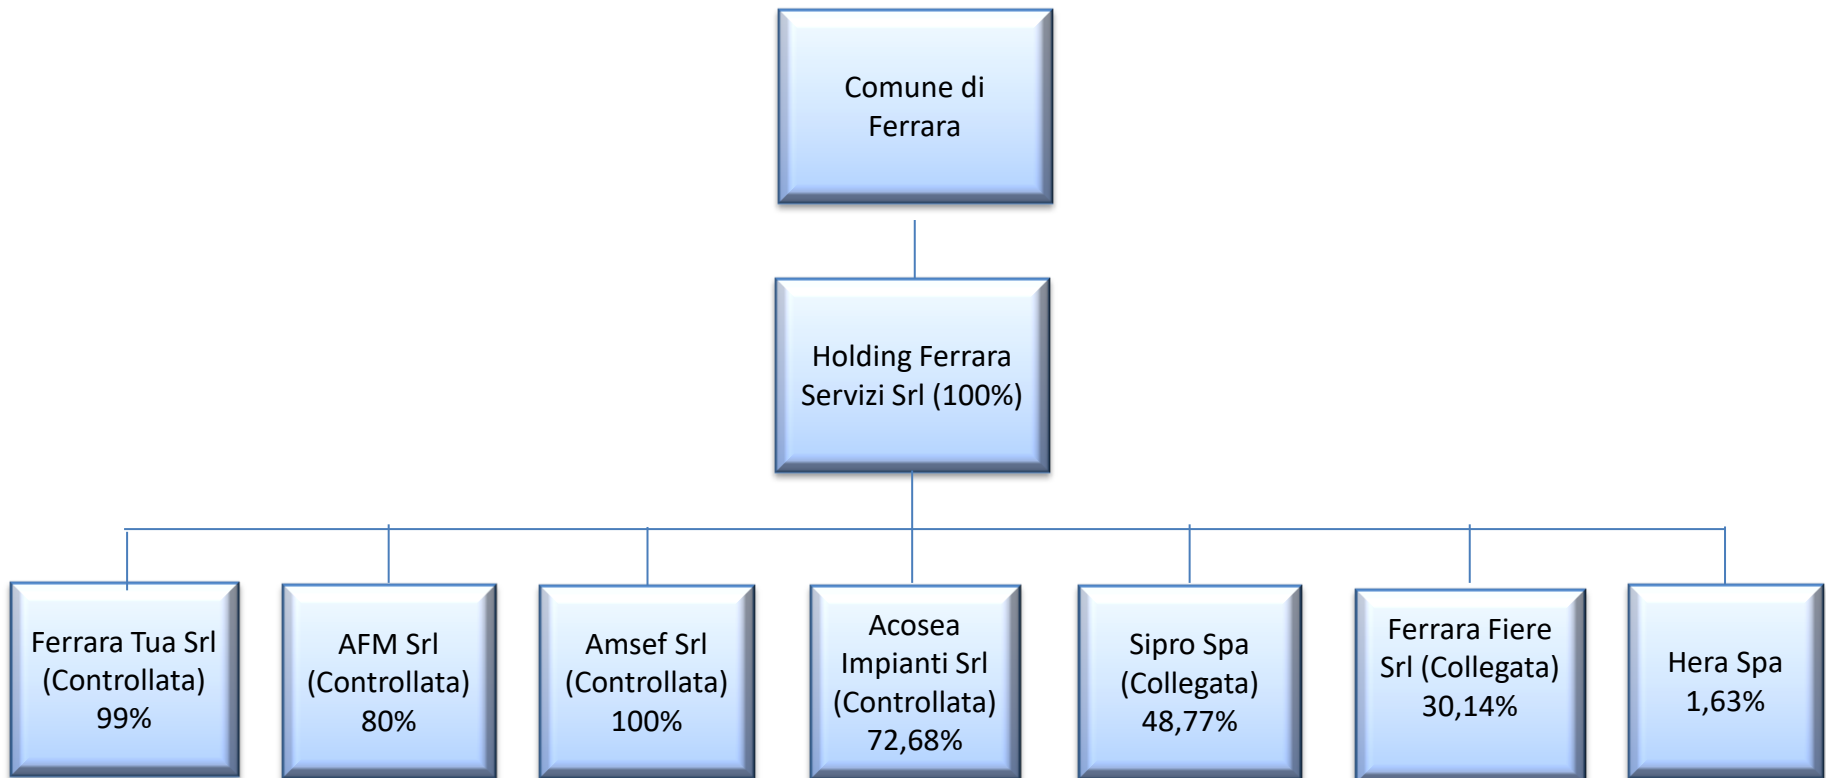 Comune di
Ferrara
Holding Ferrara
Servizi Srl (100%)
Ferrara Tua Srl
(Controllata)
99%
AFM Srl
(Controllata)
80%
Amsef Srl
(Controllata)
100%
Acosea
Impianti Srl
(Controllata)
72,68%
Sipro Spa
(Collegata)
48,77%
Ferrara Fiere
Srl (Collegata)
30,14%
Hera Spa
1,63%